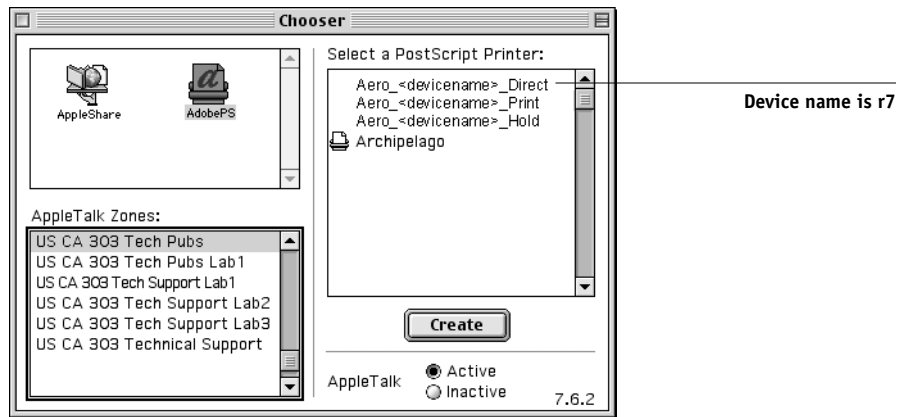 Chooser
AppleShare
AdobePS
Select a PostScript Printer:
Aero_<devicename>_Direct
Aero_<devicename>_Print
Aero_<devicename>_Hold
Archipelago
Device name is r7
AppleTalk Zones:
US CA 303 Tech Pubs
US CA 303 Tech Pubs Lab1
US CA 303 Tech Support Lab1
US CA 303 Tech Support Lab2
US CA 303 Tech Support Lab3
US CA 303 Technical Support
Create
AppleTalk
Active
Inactive
7.6.2